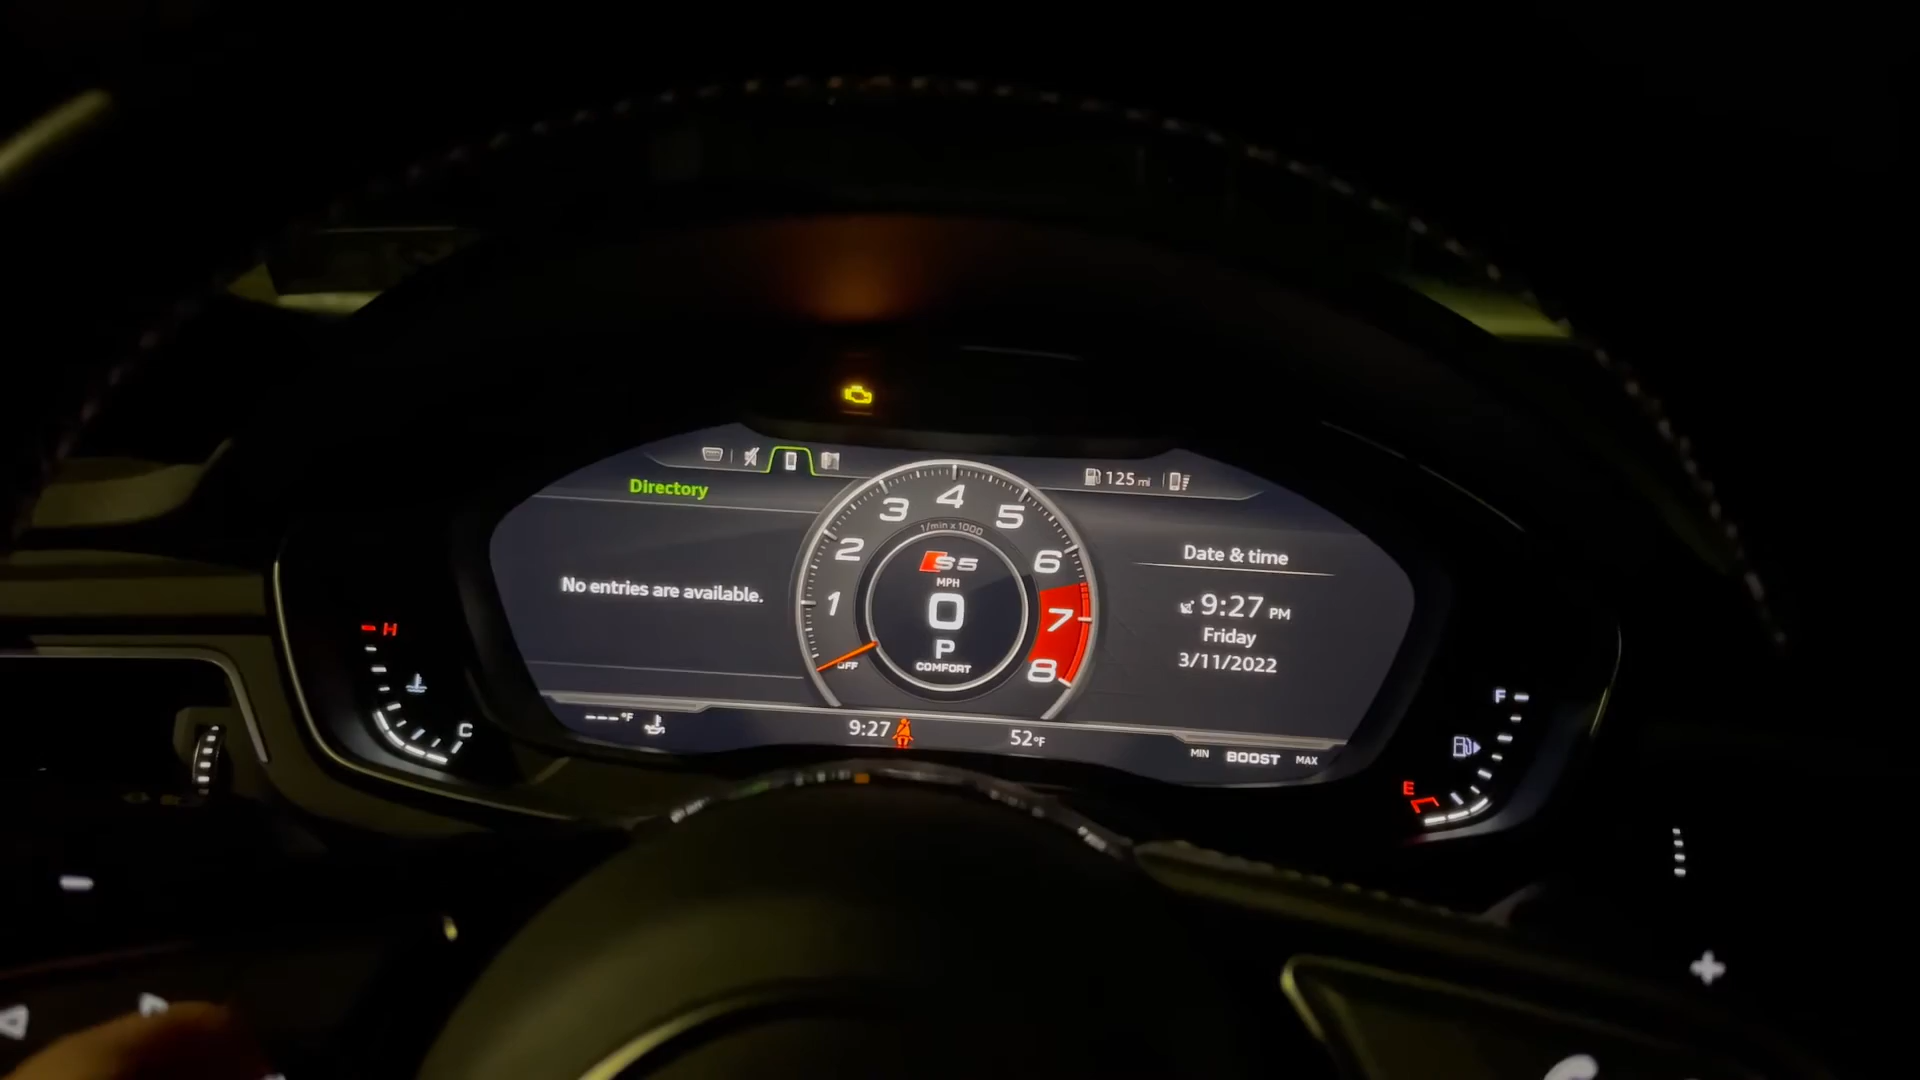 125 mi
Directory
No entries are available.
1
2
3
4
5
6
7
8
1/min x 1000
S5
MPH
0
P
COMFORT
OFF
Date & time
9:27 PM
Friday
3/11/2022
H
C
---°F
9:27
52°F
MIN BOOST MAX
F
E